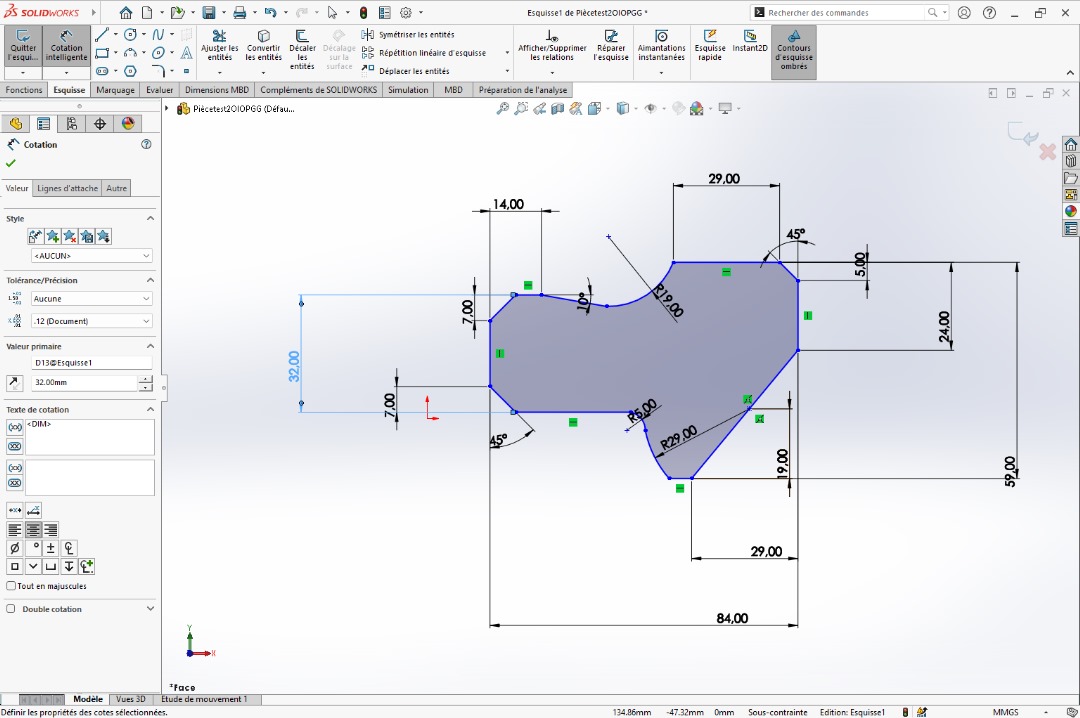 SOLIDWORKS
Esquisse1 de Piècetest2OIOPGG *
Rechercher des commandes
Quitter l'esqui...
Cotation intelligente
Ajuster les entités
Convertir les entités
Décaler les entités
Décalage sur la surface
Symétriser les entités
Répétition linéaire d'esquisse
Déplacer les entités
Afficher/Supprimer les relations
Réparer l'esquisse
Aimantations instantanées
Esquisse rapide
Instant2D
Contours d'esquisse ombrés
Fonctions
Esquisse
Marquage
Evaluer
Dimensions MBD
Compléments de SOLIDWORKS
Simulation
MBD
Préparation de l'analyse
Piècetest2OIOPGG (Défau...
Cotation
Valeur
Lignes d'attache
Autre
Style
<AUCUN>
Tolérance/Précision
1.50
Aucune
.12 (Document)
Valeur primaire
D13@Esquisse1
32.00mm
Texte de cotation
<DIM>
Tout en majuscules
Double cotation
29,00
14,00
45°
5,00
7,00
10°
R19,00
24,00
32,00
7,00
R5,00
45°
R29,00
19,00
59,00
29,00
84,00
Y
X
*Face
Modèle
Vues 3D
Etude de mouvement 1
Définir les propriétés des cotes sélectionnées.
134.86mm
-47.32mm
0mm
Sous-contrainte
Edition: Esquisse1
MMGS